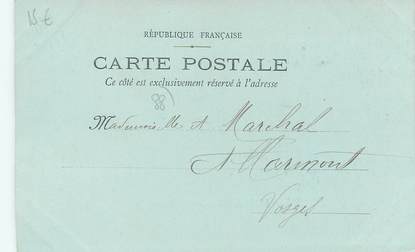 15 €
RÉPUBLIQUE FRANÇAISE
CARTE POSTALE
Ce côté est exclusivement réservé à l'adresse
Mademoiselle A Marchal
Vosges